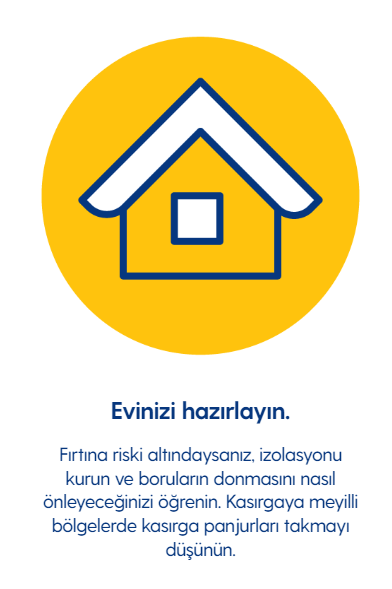 Evinizi hazırlayın.
Fırtına riski altındaysanız, izolasyonu
kurun ve boruların donmasını nasıl
önleyeceğinizi öğrenin. Kasırgaya meyilli
bölgelerde kasırga panjurları takmayı
düşünün.